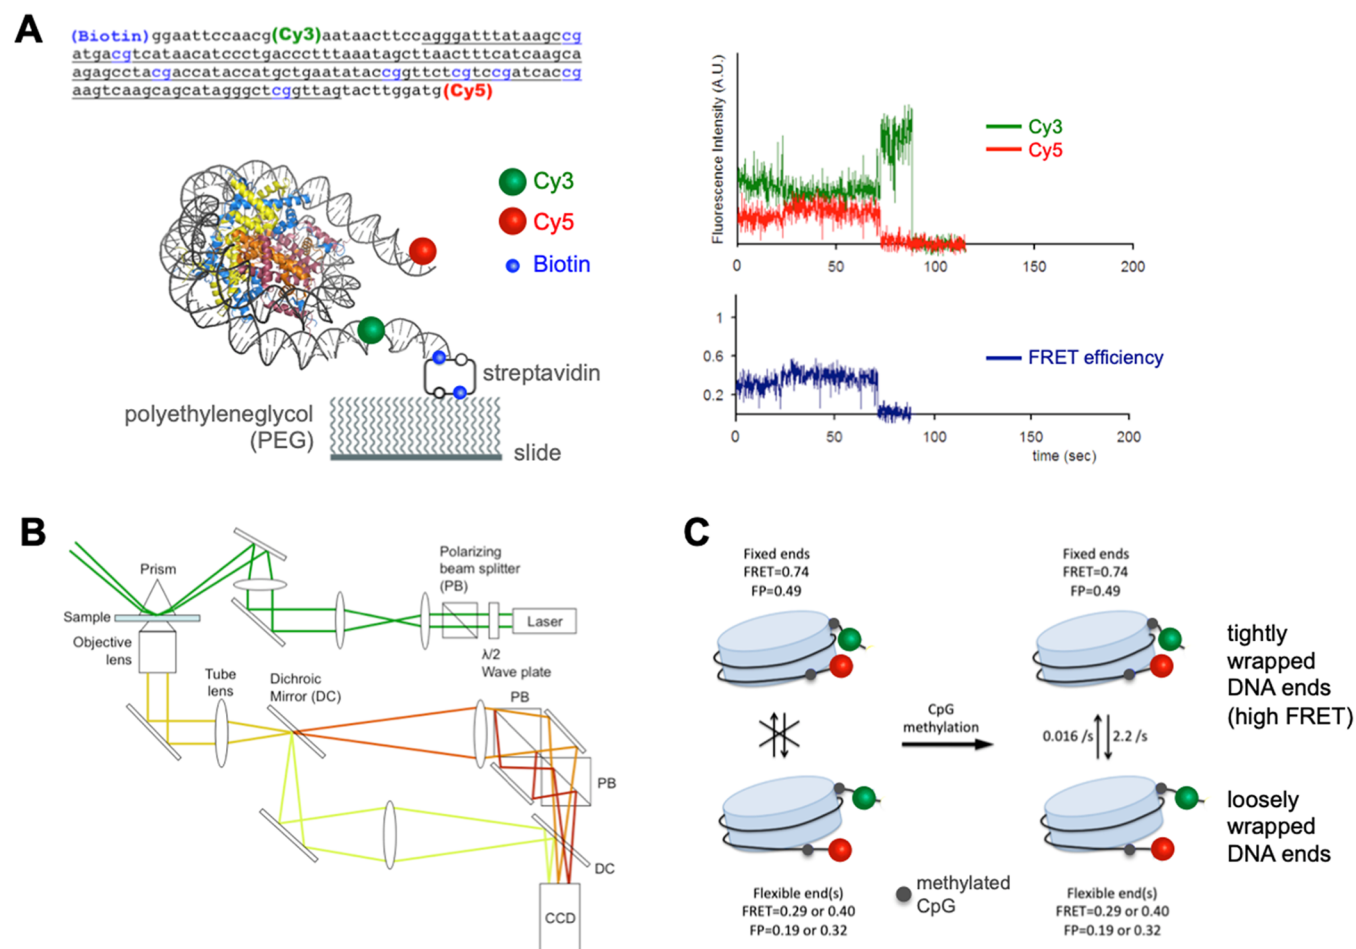 A
(Biotin)ggaattccaacg(Cy3)aataacttccagggatttataagccg
atgacgtcataacatccctgaccctttaaatagcttaactttcatcaagca
agagcctacgaccataccatgctgaatataccggttctcgtccgatcaccg
aagtcaagcagcatagggctcggttagtacttggatg(Cy5)
Cy3
Cy5
Biotin
streptavidin
polyethyleneglycol
(PEG)
slide
Fluorescence Intensity (A.U.)
Cy3
Cy5
0 50 100 150 200
1
0.6
0.2
FRET efficiency
0 50 100 150 200
time (sec)
B
Prism
Sample
Objective
lens
Polarizing
beam splitter
(PB)
Laser
λ/2
Wave plate
Tube
lens
Dichroic
Mirror (DC)
PB
PB
DC
CCD
C
Fixed ends
FRET=0.74
FP=0.49
Fixed ends
FRET=0.74
FP=0.49
tightly
wrapped
DNA ends
(high FRET)
CpG
methylation
0.016 /s 2.2 /s
loosely
wrapped
DNA ends
Flexible end(s)
FRET=0.29 or 0.40
FP=0.19 or 0.32
methylated
CpG
Flexible end(s)
FRET=0.29 or 0.40
FP=0.19 or 0.32